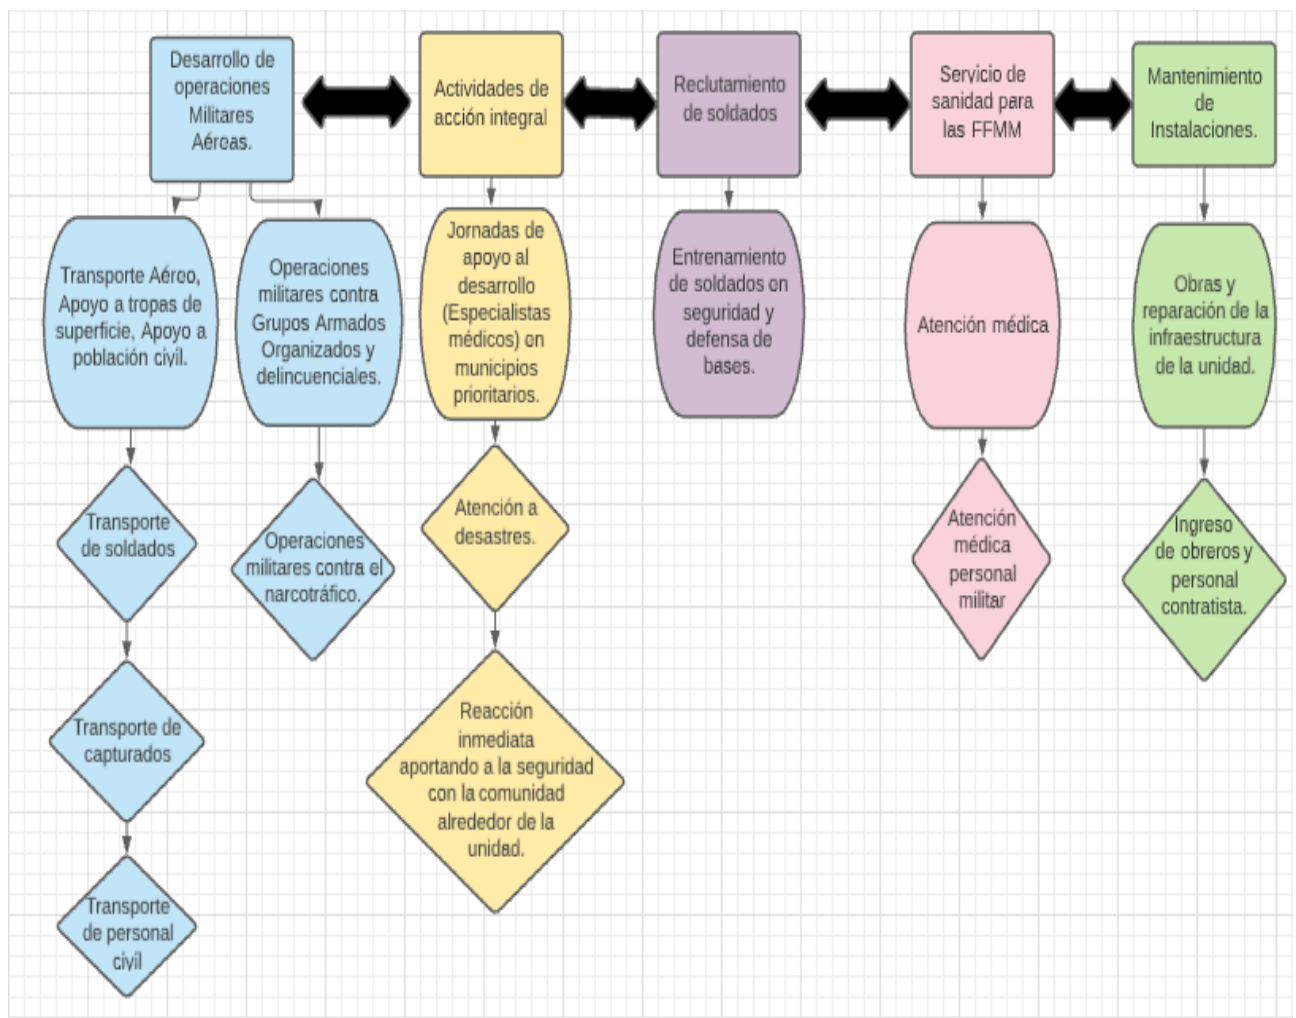 Desarrollo de
operaciones
Militares
Aéreas.
Actividades de
acción integral
Reclutamiento
de soldados
Servicio de
sanidad para
las FFMM
Mantenimiento
de
Instalaciones.
Transporte Aéreo,
Apoyo a tropas de
superficie, Apoyo a
población civil.
Operaciones
militares contra
Grupos Armados
Organizados y
delincuenciales.
Jornadas de
apoyo al
desarrollo
(Especialistas
médicos) en
municipios
prioritarios.
Entrenamiento
de soldados en
seguridad y
defensa de
bases.
Atención médica
Obras y
reparación de la
infraestructura
de la unidad.
Transporte
de soldados
Operaciones
militares contra el
narcotráfico.
Atención a
desastres.
Atención
médica
personal
militar
Ingreso
de obreros y
personal
contratista.
Transporte de
capturados
Reacción
inmediata
aportando a la seguridad
con la comunidad
alrededor de la
unidad.
Transporte
de personal
civil